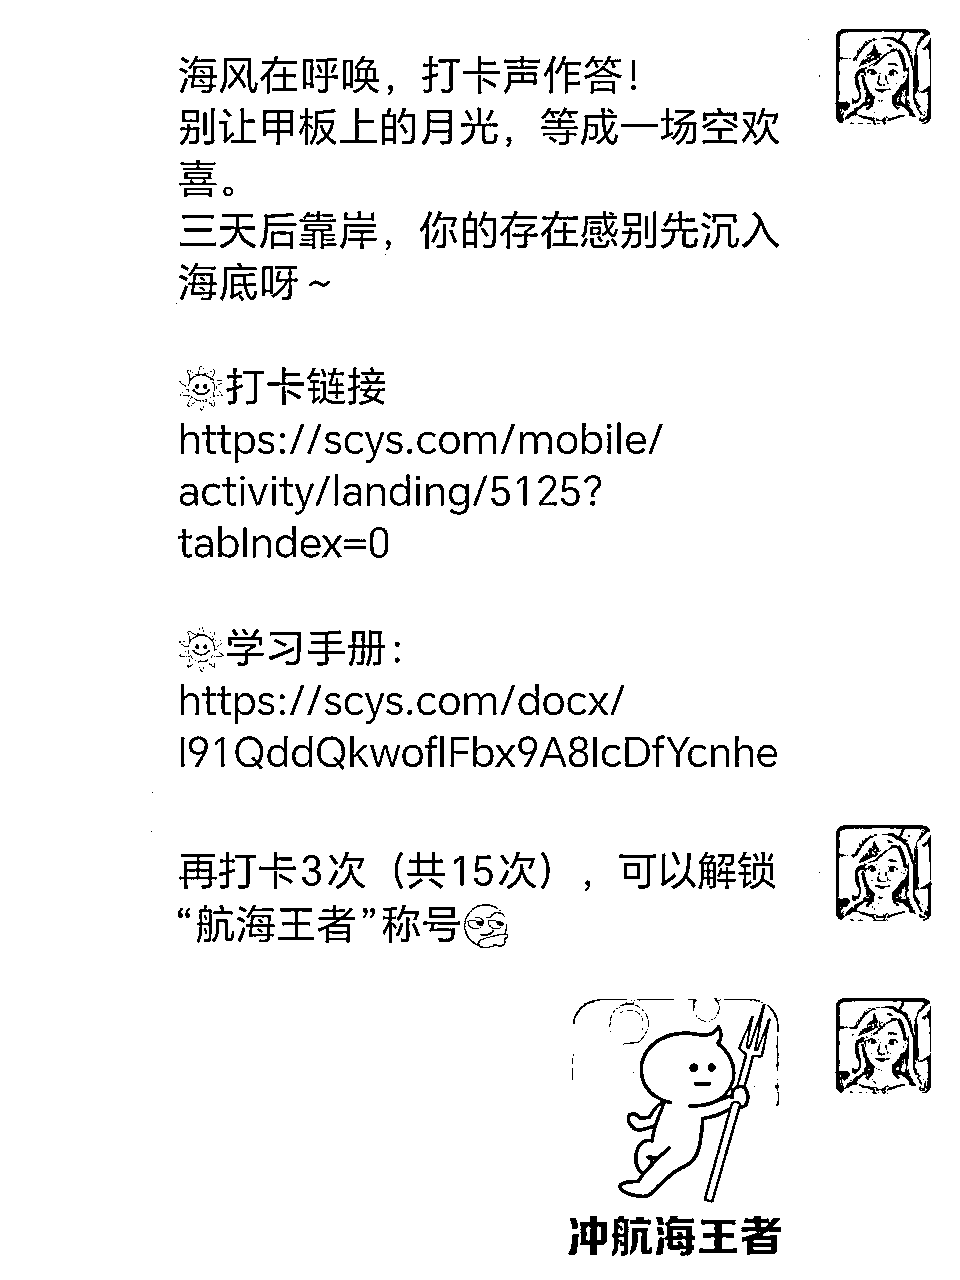 海风在呼唤，打卡声作答！
别让甲板上的月光，等成一场空欢
喜。
三天后靠岸，你的存在感别先沉入
海底呀～
打卡链接
https://scys.com/mobile/
activity/landing/5125?
tabIndex=0
学习手册：
https://scys.com/docx/
I91QddQkwoflFbx9A8IcDfYcnhe
再打卡3次（共15次），可以解锁
“航海王者”称号
冲航海王者